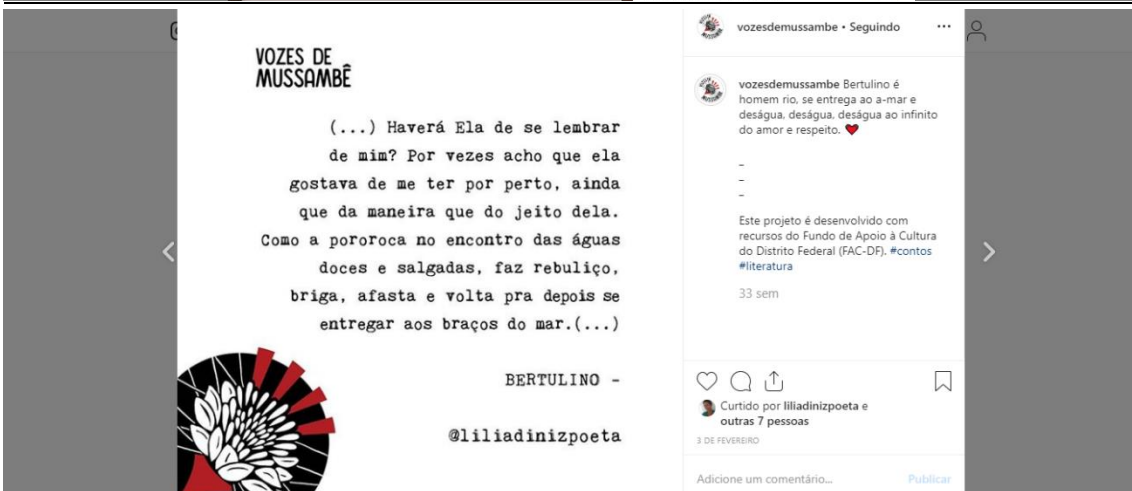 VOZES DE
MUSSAMBÊ
(...) Haverá Ela de se lembrar
de mim? Por vezes acho que ela
gostava de me ter por perto, ainda
que da maneira que do jeito dela.
Como a pororoca no encontro das águas
doces e salgadas, faz rebuliço,
briga, afasta e volta pra depois se
entregar aos braços do mar.(...)
BERTULINO –
@liliadinizpoeta
vozesdemussambe • Seguindo
vozesdemussambe Bertulino é
homem rio, se entrega ao a-mar e
deságua, deságua, deságua ao infinito
do amor e respeito. ❤️
–
–
–
Este projeto é desenvolvido com
recursos do Fundo de Apoio à Cultura
do Distrito Federal (FAC-DF). #contos
#literatura
33 sem
Curtido por liliadinizpoeta e
outras 7 pessoas
3 DE FEVEREIRO
Adicione um comentário... Publicar